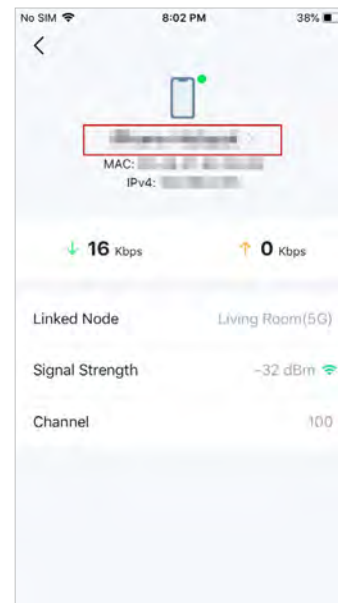 No SIM 8:02 PM 38%
MAC:
IPv4:
↓ 16 Kbps ↑ 0 Kbps
Linked Node Living Room(5G)
Signal Strength -32 dBm
Channel 100